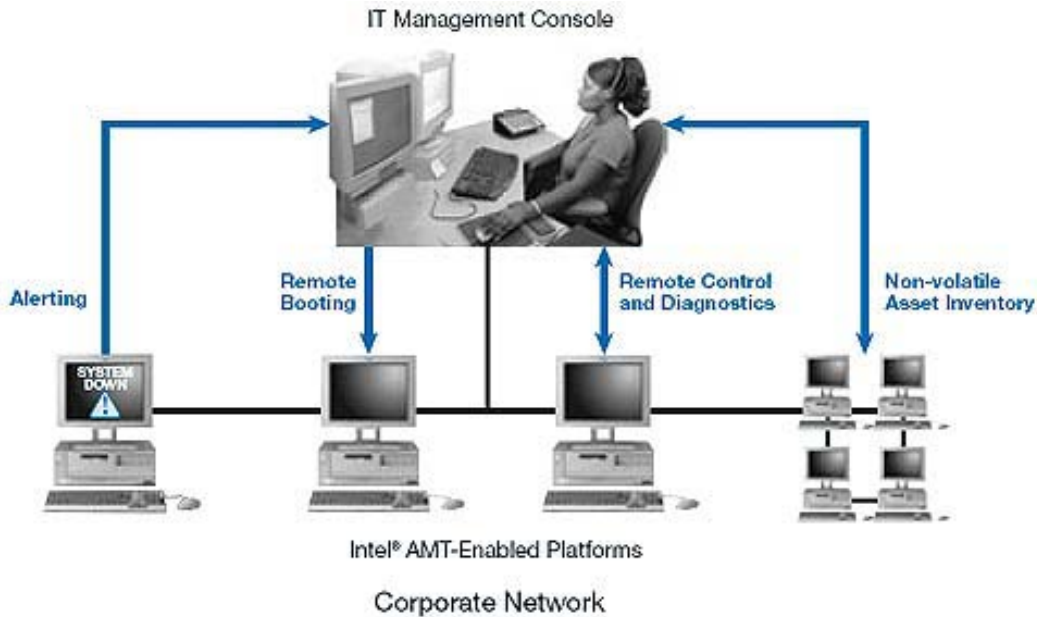 IT Management Console
Alerting
Remote
Booting
Remote Control
and Diagnostics
Non-volatile
Asset Inventory
SYSTEM
DOWN
Intel® AMT-Enabled Platforms
Corporate Network